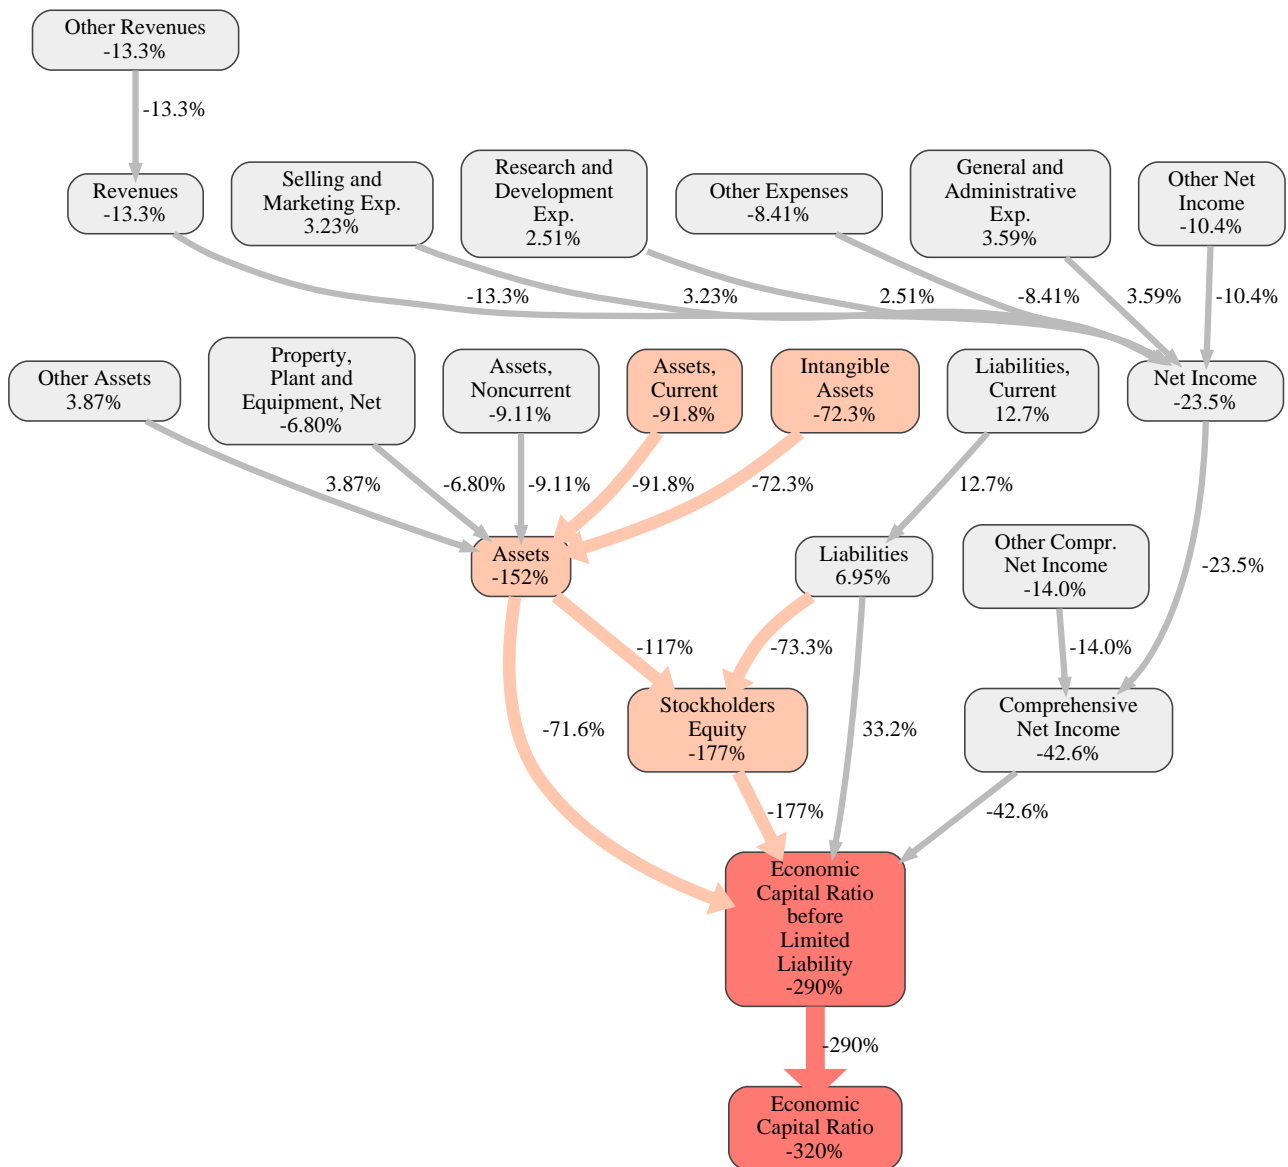 Other Revenues
-13.3%
-13.3%
Revenues
-13.3%
Selling and
Marketing Exp.
3.23%
Research and
Development
Exp.
2.51%
Other Expenses
-8.41%
General and
Administrative
Exp.
3.59%
Other Net
Income
-10.4%
-13.3%
3.23%
2.51%
-8.41%
3.59%
-10.4%
Other Assets
3.87%
Property,
Plant and
Equipment, Net
-6.80%
Assets,
Noncurrent
-9.11%
Assets,
Current
-91.8%
Intangible
Assets
-72.3%
Liabilities,
Current
12.7%
Net Income
-23.5%
3.87%
-6.80%
-9.11%
-91.8%
-72.3%
12.7%
-23.5%
Assets
-152%
Liabilities
6.95%
Other Compr.
Net Income
-14.0%
-117%
-73.3%
-14.0%
-71.6%
33.2%
Stockholders
Equity
-177%
Comprehensive
Net Income
-42.6%
-177%
-42.6%
Economic
Capital Ratio
before
Limited
Liability
-290%
-290%
Economic
Capital Ratio
-320%